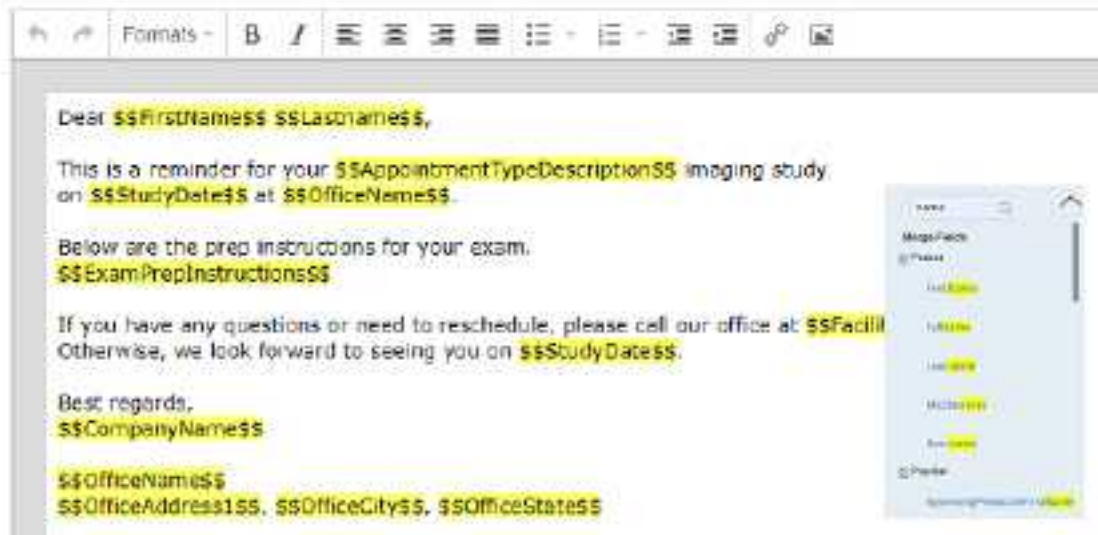 Formats
B I
Dear $$FirstName$$ $$Lastname$$,
This is a reminder for your $$AppointmentTypeDescription$$ imaging study
on $$StudyDate$$ at $$OfficeName$$.
Below are the prep instructions for your exam.
$$ExamPrepInstructions$$
If you have any questions or need to reschedule, please call our office at $$Facili
Otherwise, we look forward to seeing you on $$StudyDate$$.
Best regards,
$$CompanyName$$
$$OfficeName$$
$$OfficeAddress1$$, $$OfficeCity$$, $$OfficeState$$
name
Merge Fields